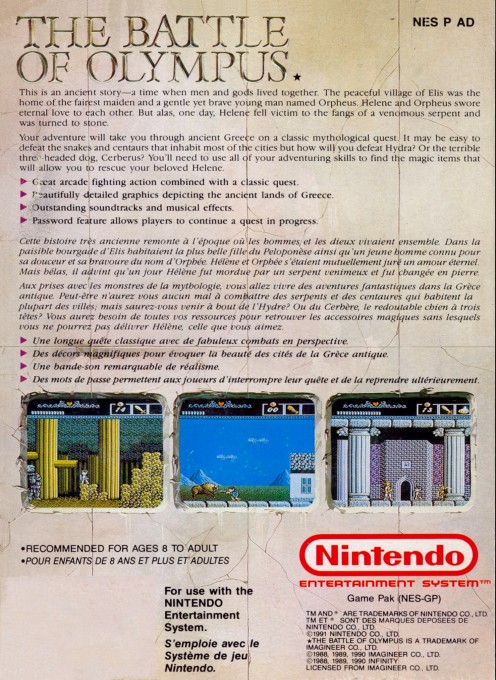 THE BATTLE
NES P AD
OF OLYMPUS★
This is an ancient story—a time when men and gods lived together. The peaceful village of Elis was the
home of the fairest maiden and a gentle yet brave young man named Orpheus. Helene and Orpheus swore
eternal love to each other. But alas, one day, Helene fell victim to the fangs of a venomous serpent and
was turned to stone.
Your adventure will take you through ancient Greece on a classic mythological quest. It may be easy to
defeat the snakes and centaurs that inhabit most of the cities but how will you defeat Hydra? Or the terrible
three headed dog, Cerberus? You'll need to use all of your adventuring skills to find the magic items that
will allow you to rescue your beloved Helene.
▶ Great arcade fighting action combined with a classic quest.
▶ Beautifully detailed graphics depicting the ancient lands of Greece.
▶ Outstanding soundtracks and musical effects.
▶ Password feature allows players to continue a quest in progress.
Cette histoire très ancienne remonte à l'époque où les hommes et les dieux vivaient ensemble. Dans la
paisible bourgade d'Elis habitaient la plus belle fille du Peloponèse ainsi qu'un jeune homme connu pour
sa douceur et sa bravoure du nom d'Orphée. Hélène et Orphée s'étaient mutuellement juré un amour éternel.
Mais hélas, il advint qu'un jour Hélène fut mordue par un serpent venimeux et fut changée en pierre.
Aux prises avec les monstres de la mythologie, vous allez vivre des aventures fantastiques dans la Grèce
antique. Peut-être n'aurez vous aucun mal à combattre des serpents et des centaures qui habitent la
plupart des villes, mais saurez-vous venir à bout de l'Hydre? Ou du Cerbère, le redoutable chien à trois
têtes? Vous aurez besoin de toutes vos ressources pour retrouver les accessoires magiques sans lesquels
vous ne pourrez pas délivrer Hélène, celle que vous aimez.
▶ Une longue quête classique avec de fabuleux combats en perspective.
▶ Des décors magnifiques pour évoquer la beauté des cités de la Grèce antique.
▶ Une bande-son remarquable de réalisme.
▶ Des mots de passe permettent aux joueurs d'interrompre leur quête et de la reprendre ultérieurement.
•RECOMMENDED FOR AGES 8 TO ADULT
•POUR ENFANTS DE 8 ANS ET PLUS ET ADULTES
For use with the
NINTENDO
Entertainment
System.
S'emploie avec le
Système de jeu
Nintendo.
Nintendo
ENTERTAINMENT SYSTEM™
Game Pak (NES-GP)
TM AND ® ARE TRADEMARKS OF NINTENDO CO., LTD.
TM ET ® SONT DES MARQUES DEPOSEES DE
NINTENDO CO., LTD.
©1991 NINTENDO CO., LTD.
★THE BATTLE OF OLYMPUS IS A TRADEMARK OF
IMAGINEER CO., LTD.
©1988, 1989, 1990 IMAGINEER CO., LTD.
©1988, 1989, 1990 INFINITY.
LICENSED FROM IMAGINEER CO., LTD.